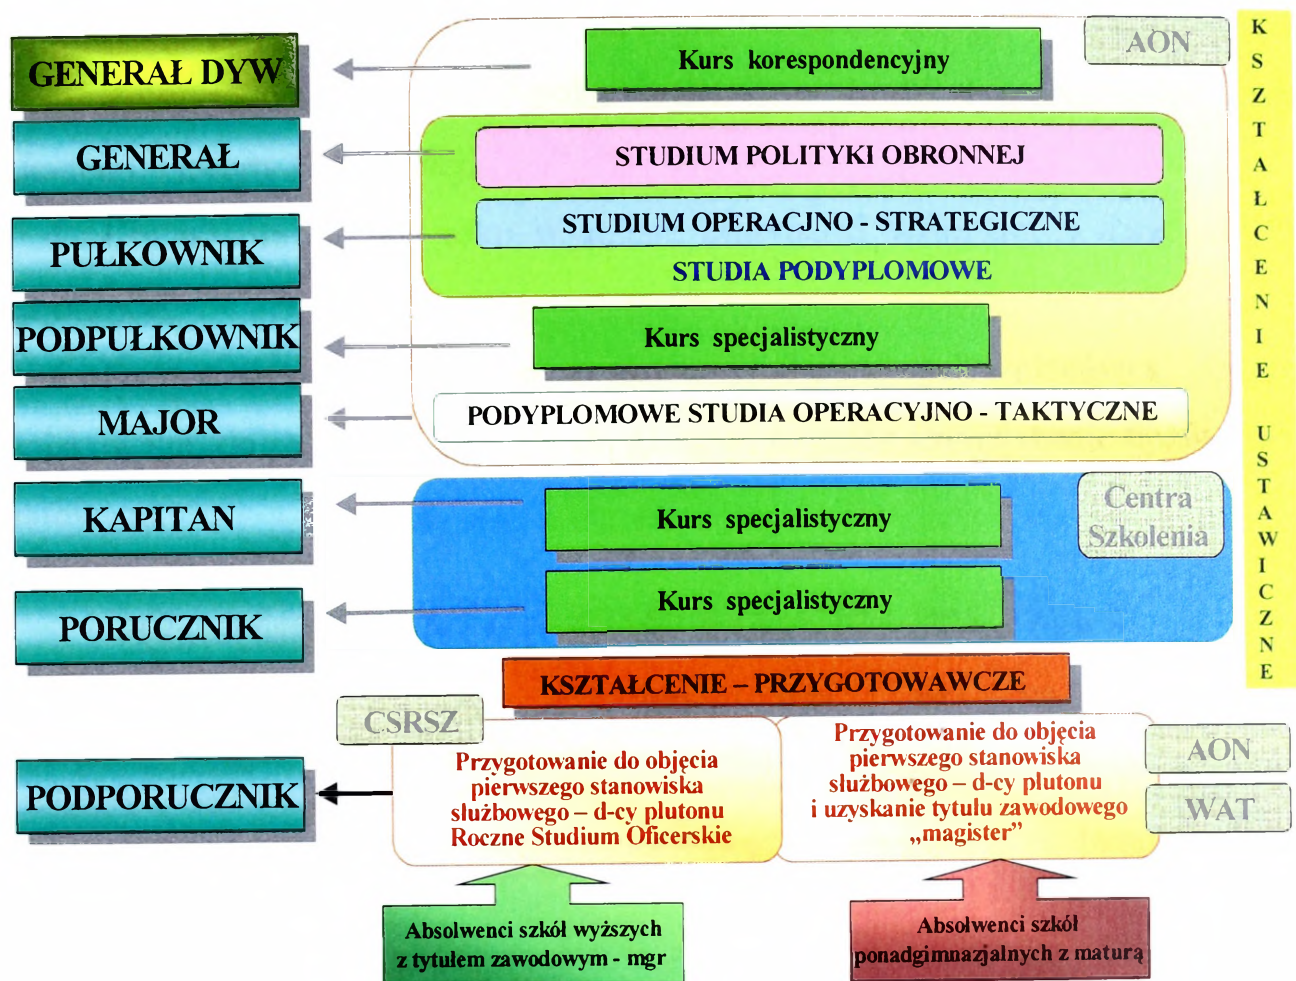 AON
Kurs korespondencyjny
GENERAŁ DYW
GENERAŁ
STUDIUM POLITYKI OBRONNEJ
PUŁKOWNIK
STUDIUM OPERACJNO - STRATEGICZNE
STUDIA PODYPLOMOWE
PODPUŁKOWNIK
Kurs specjalistyczny
MAJOR
PODYPLOMOWE STUDIA OPERACYJNO - TAKTYCZNE
KAPITAN
Kurs specjalistyczny
Centra
Szkolenia
PORUCZNIK
Kurs specjalistyczny
KSZTAŁCENIE USTAWICZNE
KSZTAŁCENIE – PRZYGOTOWAWCZE
CSRSZ
PODPORUCZNIK
Przygotowanie do objęcia
pierwszego stanowiska
służbowego – d-cy plutonu
Roczne Studium Oficerskie
Przygotowanie do objęcia
pierwszego stanowiska
służbowego – d-cy plutonu
i uzyskanie tytulu zawodowego
„magister”
AON
WAT
Absolwenci szkół wyższych
z tytułem zawodowym - mgr
Absolwenci szkół
ponadgimnazjalnych z maturą